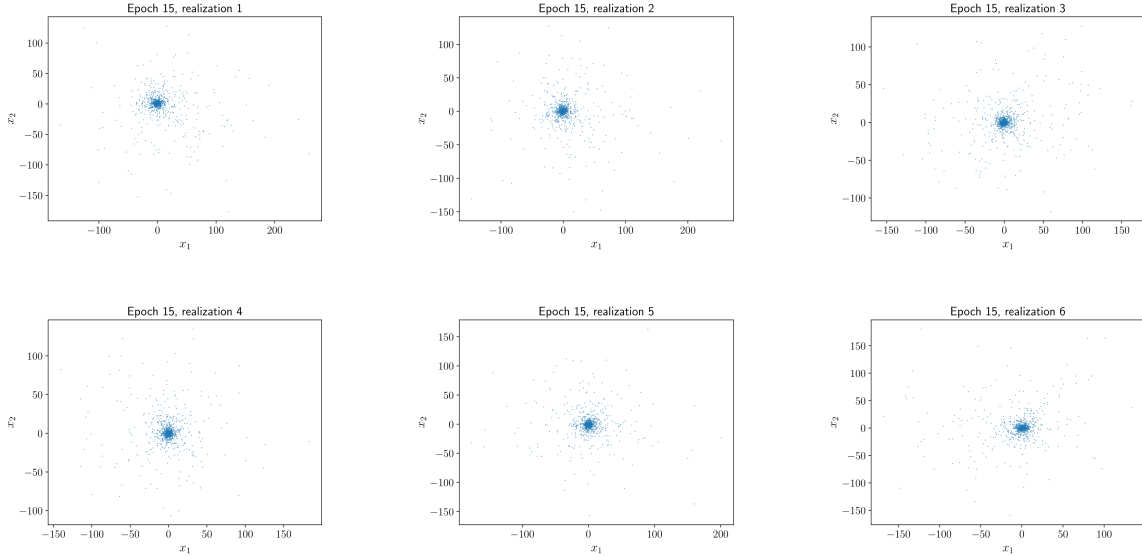 Epoch 15, realization 1
100
50
0
−50
−100
−150
x2
−100 0 100 200
x1
Epoch 15, realization 2
100
50
0
−50
−100
−150
x2
−100 0 100 200
x1
Epoch 15, realization 3
100
50
0
−50
−100
x2
−150 −100 −50 0 50 100 150
x1
Epoch 15, realization 4
100
50
0
−50
−100
x2
−150 −100 −50 0 50 100 150
x1
Epoch 15, realization 5
150
100
50
0
−50
−100
−150
x2
−100 0 100 200
x1
Epoch 15, realization 6
150
100
50
0
−50
−100
−150
x2
−150 −100 −50 0 50 100
x1